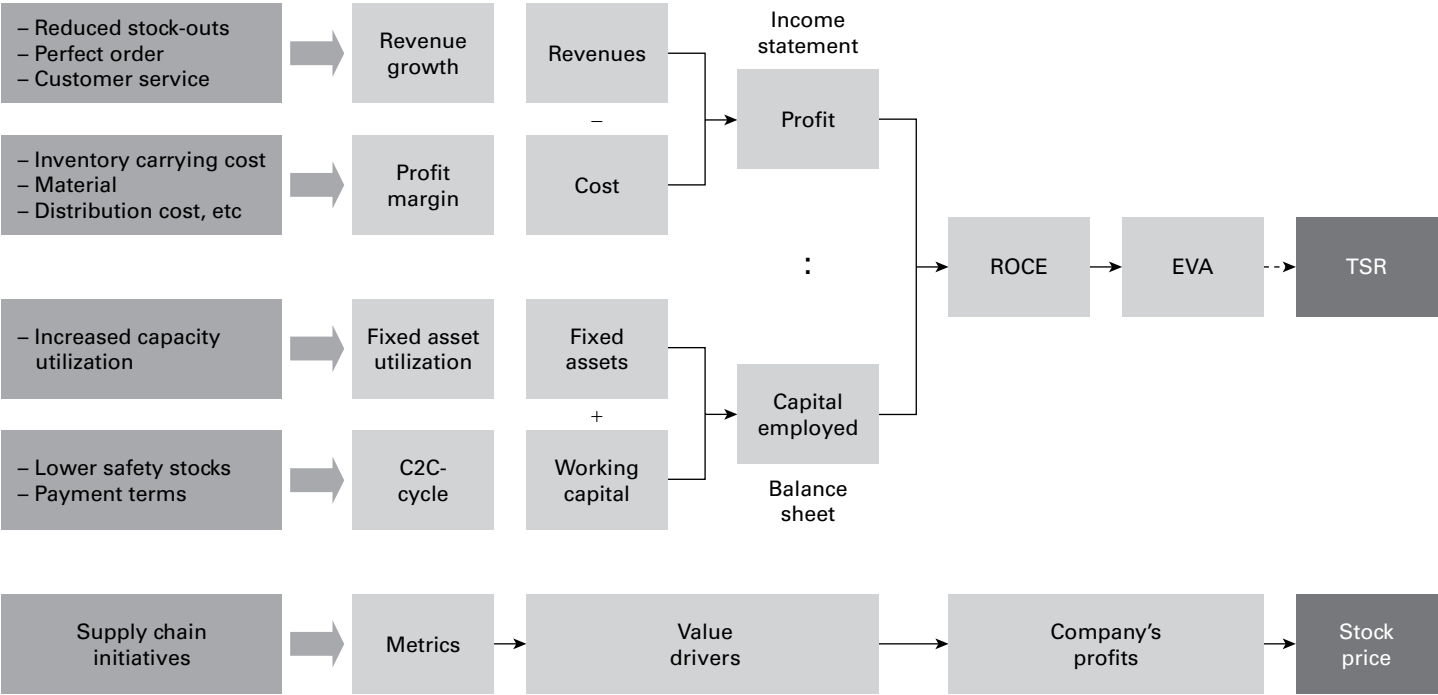 – Reduced stock-outs
– Perfect order
– Customer service
Revenue
growth
Revenues
Income
statement
–
Profit
– Inventory carrying cost
– Material
– Distribution cost, etc
Profit
margin
Cost
:
ROCE
EVA
TSR
– Increased capacity
utilization
Fixed asset
utilization
Fixed
assets
+
Capital
employed
– Lower safety stocks
– Payment terms
C2C-
cycle
Working
capital
Balance
sheet
Supply chain
initiatives
Metrics
Value
drivers
Company’s
profits
Stock
price